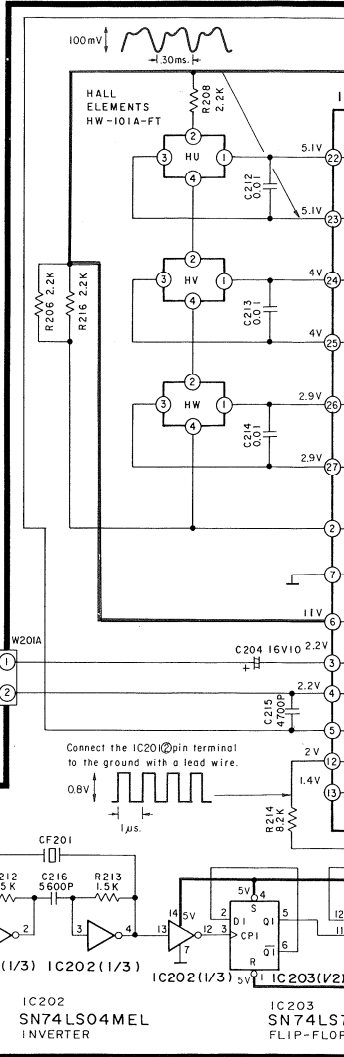 100mV
.30ms.
R208
2.2K
HALL
ELEMENTS
HW-101A-FT
2
3 HU 1
4
C212
0.01
5.1V
22
5.1V
23
2
3 HV 1
4
C213
0.01
4V
24
4V
25
R206 2.2K
R216 2.2K
2
3 HW 1
4
C214
0.01
2.9V
26
2.9V
27
2
7
11V
6
W201A
1
2
C204 16V10
+
2.2V
3
2.2V
4
C215
4700P
5
Connect the IC201②pin terminal
to the ground with a lead wire.
0.8V
1μs.
2V
12
1.4V
13
R214
8.2K
CF201
C216
5600P
R213
1.5K
2
3 4
13 14 5V 12
7
IC202(1/3)
IC202(1/3)
5V 4
S
2 D1 Q1 5
3 CP1
Q1 6
R
5V 1
IC203(1/2)
12
11
IC202
SN74LS04MEL
INVERTER
IC203